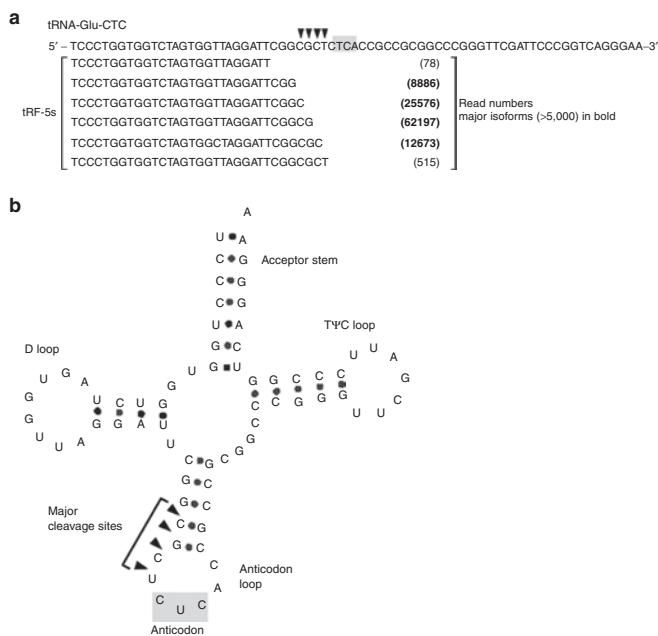 a
tRNA-Glu-CTC
5′ – TCCCTGGTGGTCTAGTGGTTAGGATTCGGCGCTCTCACCGCCGCGGCCCGGGTTCGATTCCCGGTCAGGGAA–3′
TCCCTGGTGGTCTAGTGGTTAGGATT (78)
TCCCTGGTGGTCTAGTGGTTAGGATTCGG (8886)
TCCCTGGTGGTCTAGTGGTTAGGATTCGGC (25576)
TCCCTGGTGGTCTAGTGGTTAGGATTCGGCG (62197)
TCCCTGGTGGTCTAGTGGCTAGGATTCGGCGC (12673)
TCCCTGGTGGTCTAGTGGTTAGGATTCGGCGCT (515)
tRF-5s
Read numbers
major isoforms (>5,000) in bold
b
A
U A
C G
C G
C G
U A
G C
G U
Acceptor stem
D loop
U G A U C U G G U
G G U U A G G A U U
TΨC loop
G G C C C U U A G C
C C G G G U U
G G C G
C G
G C
G C
C G
G C
C C
U A
C U C
Major
cleavage sites
Anticodon
loop
Anticodon